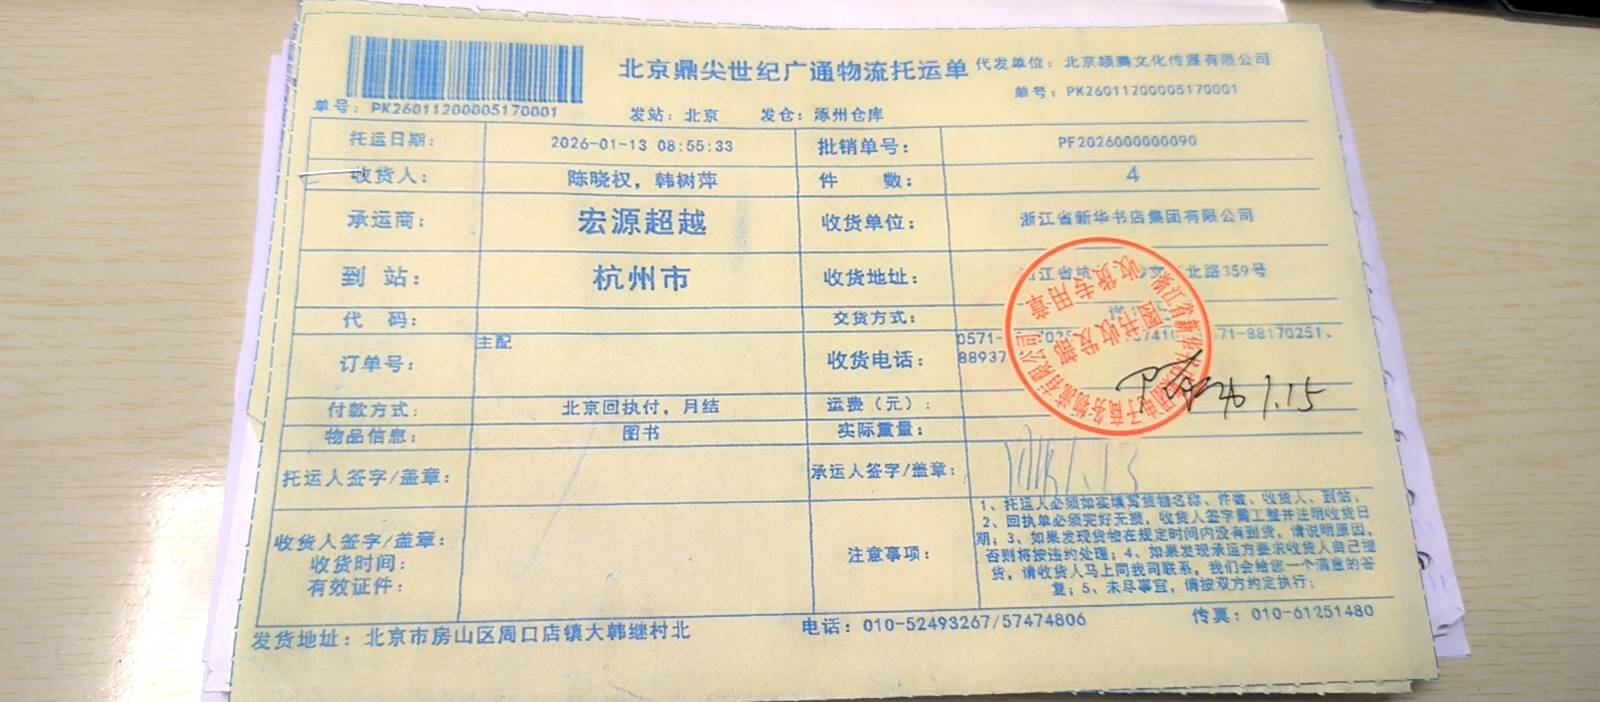 北京鼎尖世纪广通物流托运单
代发单位：北京颉腾文化传媒有限公司
单号：PK26011200005170001
单号：PK26011200005170001
发站：北京 发仓：涿州仓库
托运日期： 2026-01-13 08:55:33 批销单号： PF2026000000090
收货人： 陈晓权，韩树萍 件 数： 4
承运商： 宏源超越 收货单位： 浙江省新华书店集团有限公司
到 站： 杭州市 收货地址： 江省杭 北路359号
代 码： 交货方式：
订单号： 主配 收货电话： 0571- 71-88170251.
88937
付款方式： 北京回执付，月结 运费（元）：
物品信息： 图书 实际重量：
托运人签字/盖章： 承运人签字/盖章： 1.13
收货人签字/盖章：
收货时间：
有效证件：
注意事项：
1、托运人必须如实填写货物名称、件数、收货人、到站。
2、回执单必须完好无损，收货人签字需工整并注明收货日
期；3、如果发现货物在规定时间内没有到货，请说明原因，
否则将按违约处理；4、如果发现承运方要求收货人自己提
货，请收货人马上同我司联系，我们会给您一个满意的答
复；5、未尽事宜，请按双方约定执行；
发货地址：北京市房山区周口店镇大韩继村北 电话：010-52493267/57474806 传真：010-61251480
图书收发部
收货专用章
1.15